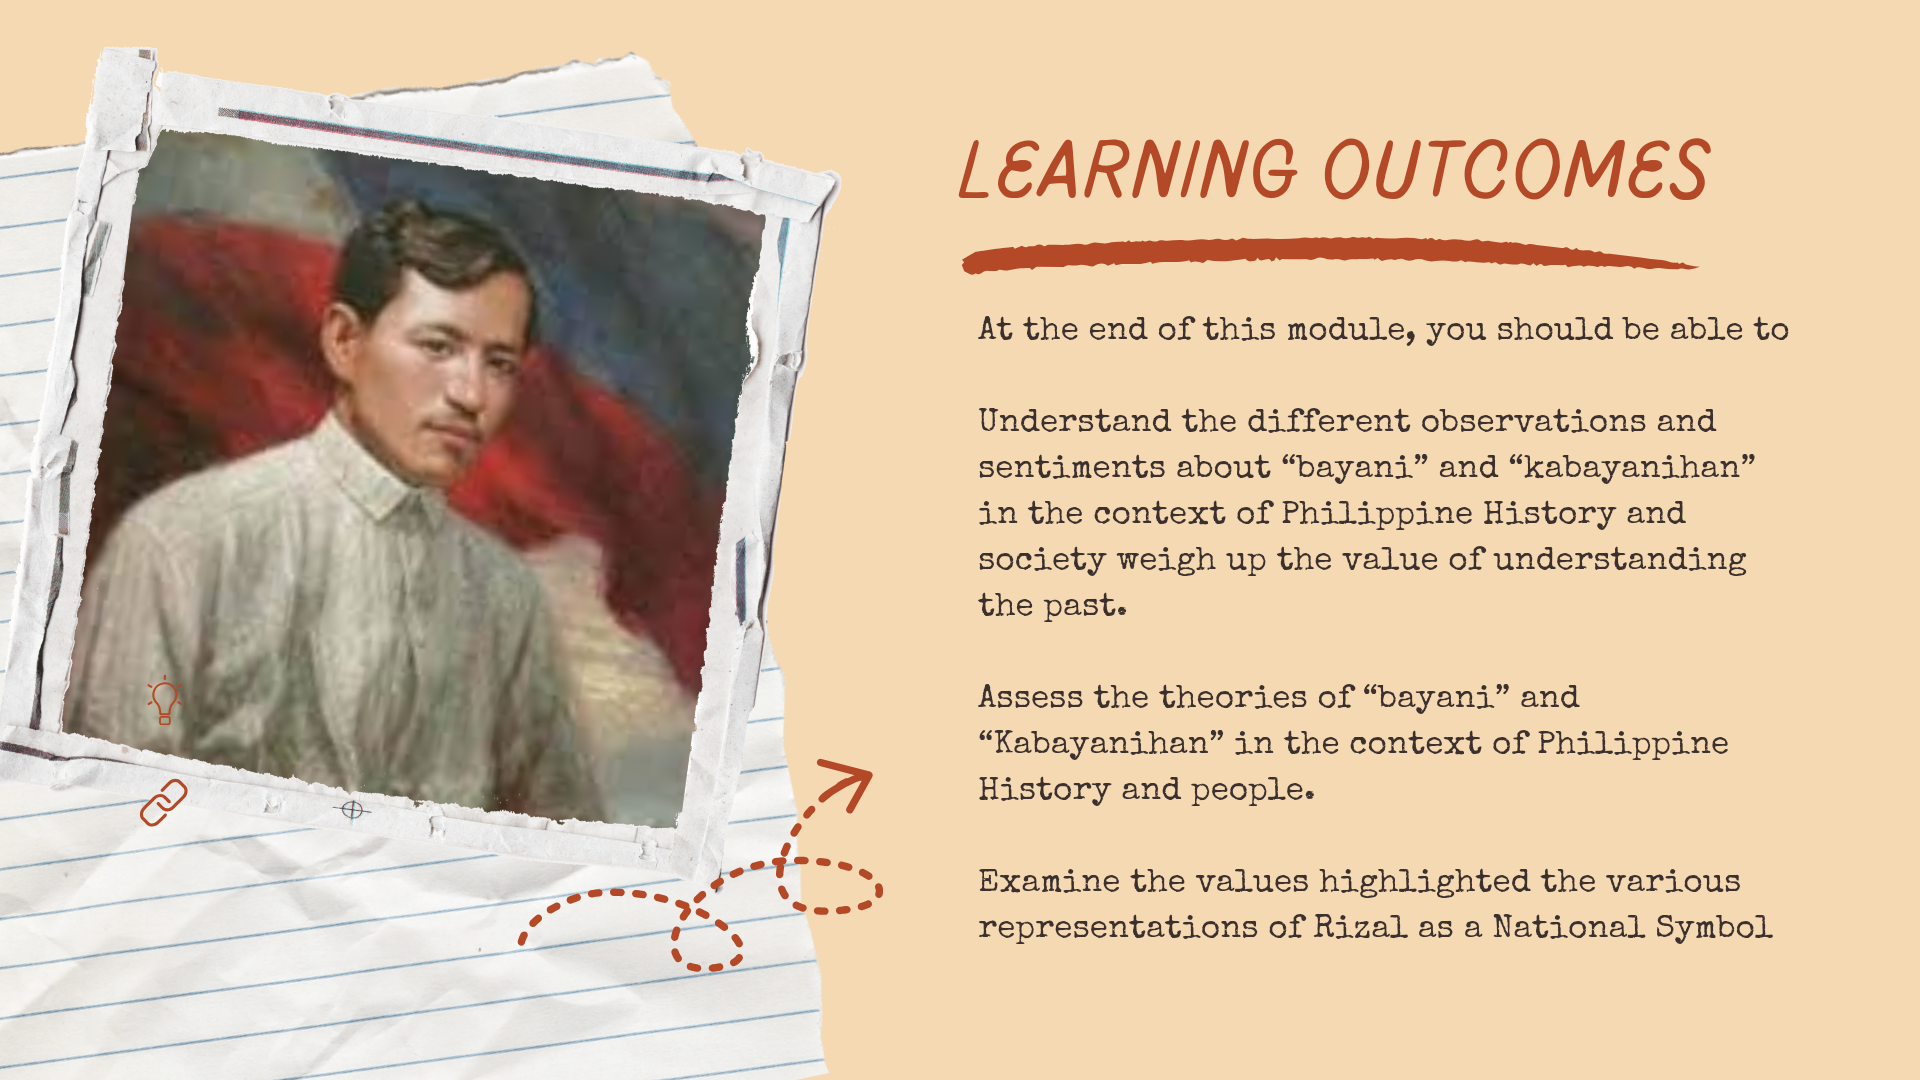 LEARNING OUTCOMES
At the end of this module, you should be able to
Understand the different observations and
sentiments about “bayani” and “kabayanihan”
in the context of Philippine History and
society weigh up the value of understanding
the past.
Assess the theories of “bayani” and
“Kabayanihan” in the context of Philippine
History and people.
Examine the values highlighted the various
representations of Rizal as a National Symbol